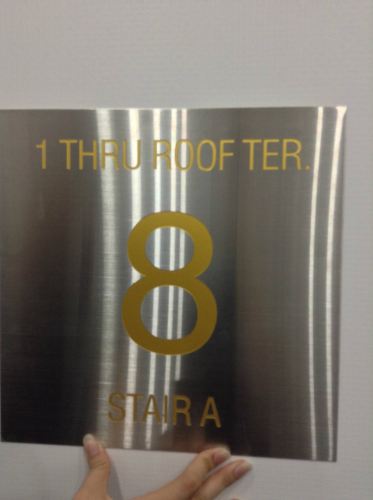 1 THRU ROOF TER.
8
STAIR A